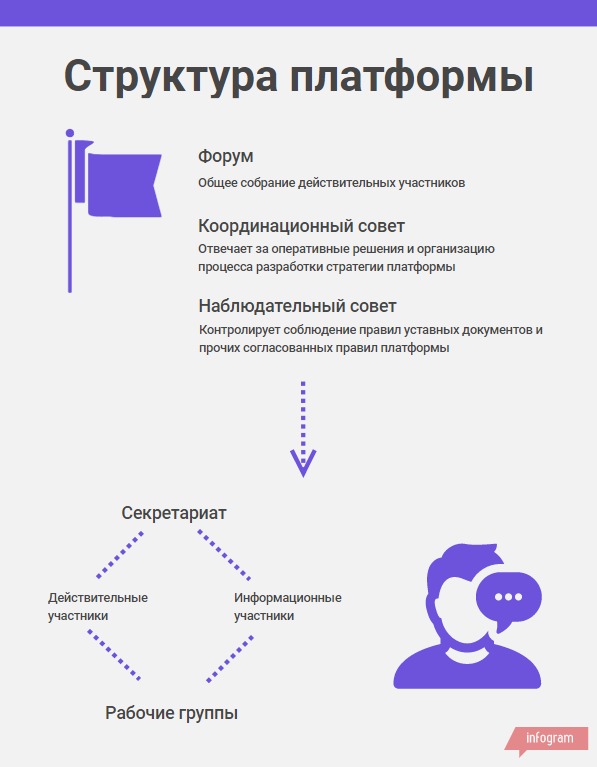 Структура платформы
Форум
Общее собрание действительных участников
Координационный совет
Отвечает за оперативные решения и организацию
процесса разработки стратегии платформы
Наблюдательный совет
Контролирует соблюдение правил уставных документов и
прочих согласованных правил платформы
Секретариат
Действительные
участники
Информационные
участники
Рабочие группы
infogram